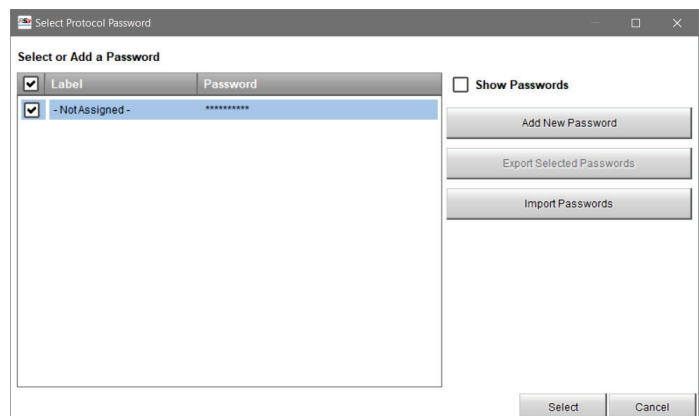 Select Protocol Password
Select or Add a Password
Label Password
- Not Assigned - **********
Show Passwords
Add New Password
Export Selected Passwords
Import Passwords
Select Cancel